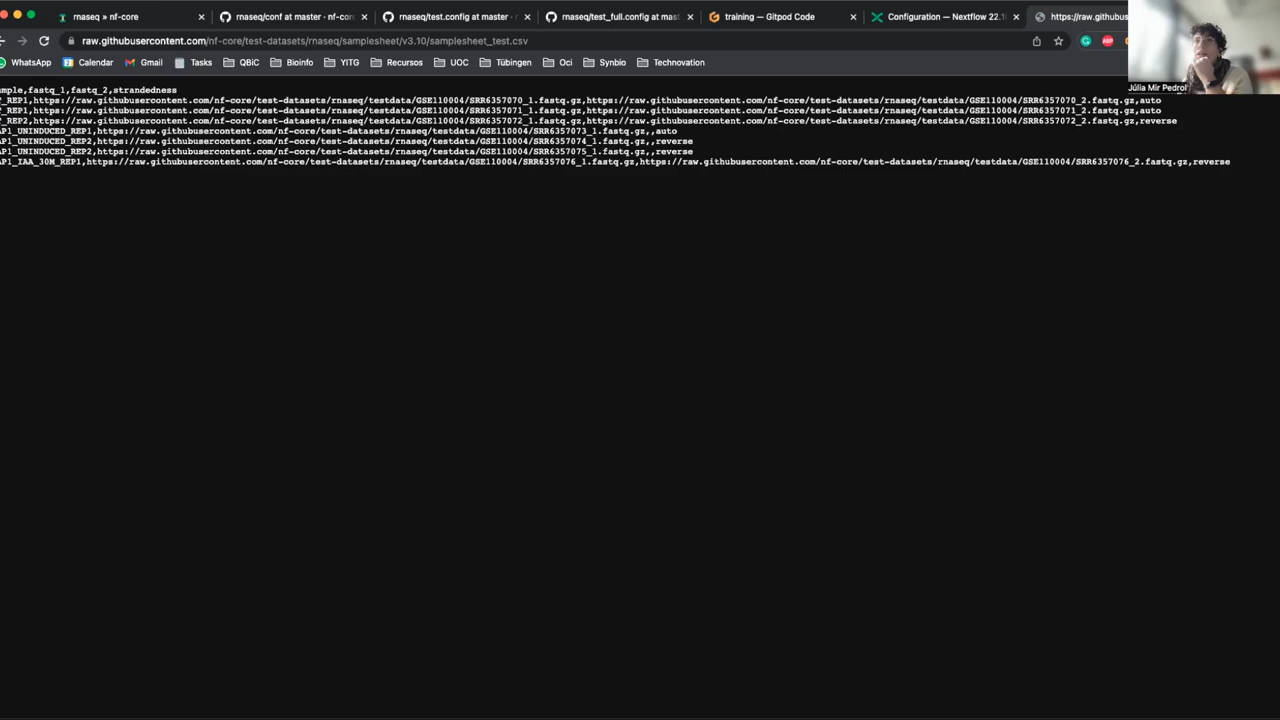 rnaseq » nf-core
rnaseq/conf at master · nf-cor
rnaseq/test.config at master ·
rnaseq/test_full.config at mast
training — Gitpod Code
Configuration — Nextflow 22.1
https://raw.githubus
raw.githubusercontent.com/nf-core/test-datasets/rnaseq/samplesheet/v3.10/samplesheet_test.csv
WhatsApp
Calendar
Gmail
Tasks
QBiC
Bioinfo
YITG
Recursos
UOC
Tübingen
Oci
Synbio
Technovation
Júlia Mir Pedrol
mple,fastq_1,fastq_2,strandedness
_REP1,https://raw.githubusercontent.com/nf-core/test-datasets/rnaseq/testdata/GSE110004/SRR6357070_1.fastq.gz,https://raw.githubusercontent.com/nf-core/test-datasets/rnaseq/testdata/GSE110004/SRR6357070_2.fastq.gz,auto
_REP1,https://raw.githubusercontent.com/nf-core/test-datasets/rnaseq/testdata/GSE110004/SRR6357071_1.fastq.gz,https://raw.githubusercontent.com/nf-core/test-datasets/rnaseq/testdata/GSE110004/SRR6357071_2.fastq.gz,auto
_REP2,https://raw.githubusercontent.com/nf-core/test-datasets/rnaseq/testdata/GSE110004/SRR6357072_1.fastq.gz,https://raw.githubusercontent.com/nf-core/test-datasets/rnaseq/testdata/GSE110004/SRR6357072_2.fastq.gz,reverse
AP1_UNINDUCED_REP1,https://raw.githubusercontent.com/nf-core/test-datasets/rnaseq/testdata/GSE110004/SRR6357073_1.fastq.gz,,auto
AP1_UNINDUCED_REP2,https://raw.githubusercontent.com/nf-core/test-datasets/rnaseq/testdata/GSE110004/SRR6357074_1.fastq.gz,,reverse
AP1_UNINDUCED_REP2,https://raw.githubusercontent.com/nf-core/test-datasets/rnaseq/testdata/GSE110004/SRR6357075_1.fastq.gz,,reverse
AP1_IAA_30M_REP1,https://raw.githubusercontent.com/nf-core/test-datasets/rnaseq/testdata/GSE110004/SRR6357076_1.fastq.gz,https://raw.githubusercontent.com/nf-core/test-datasets/rnaseq/testdata/GSE110004/SRR6357076_2.fastq.gz,reverse